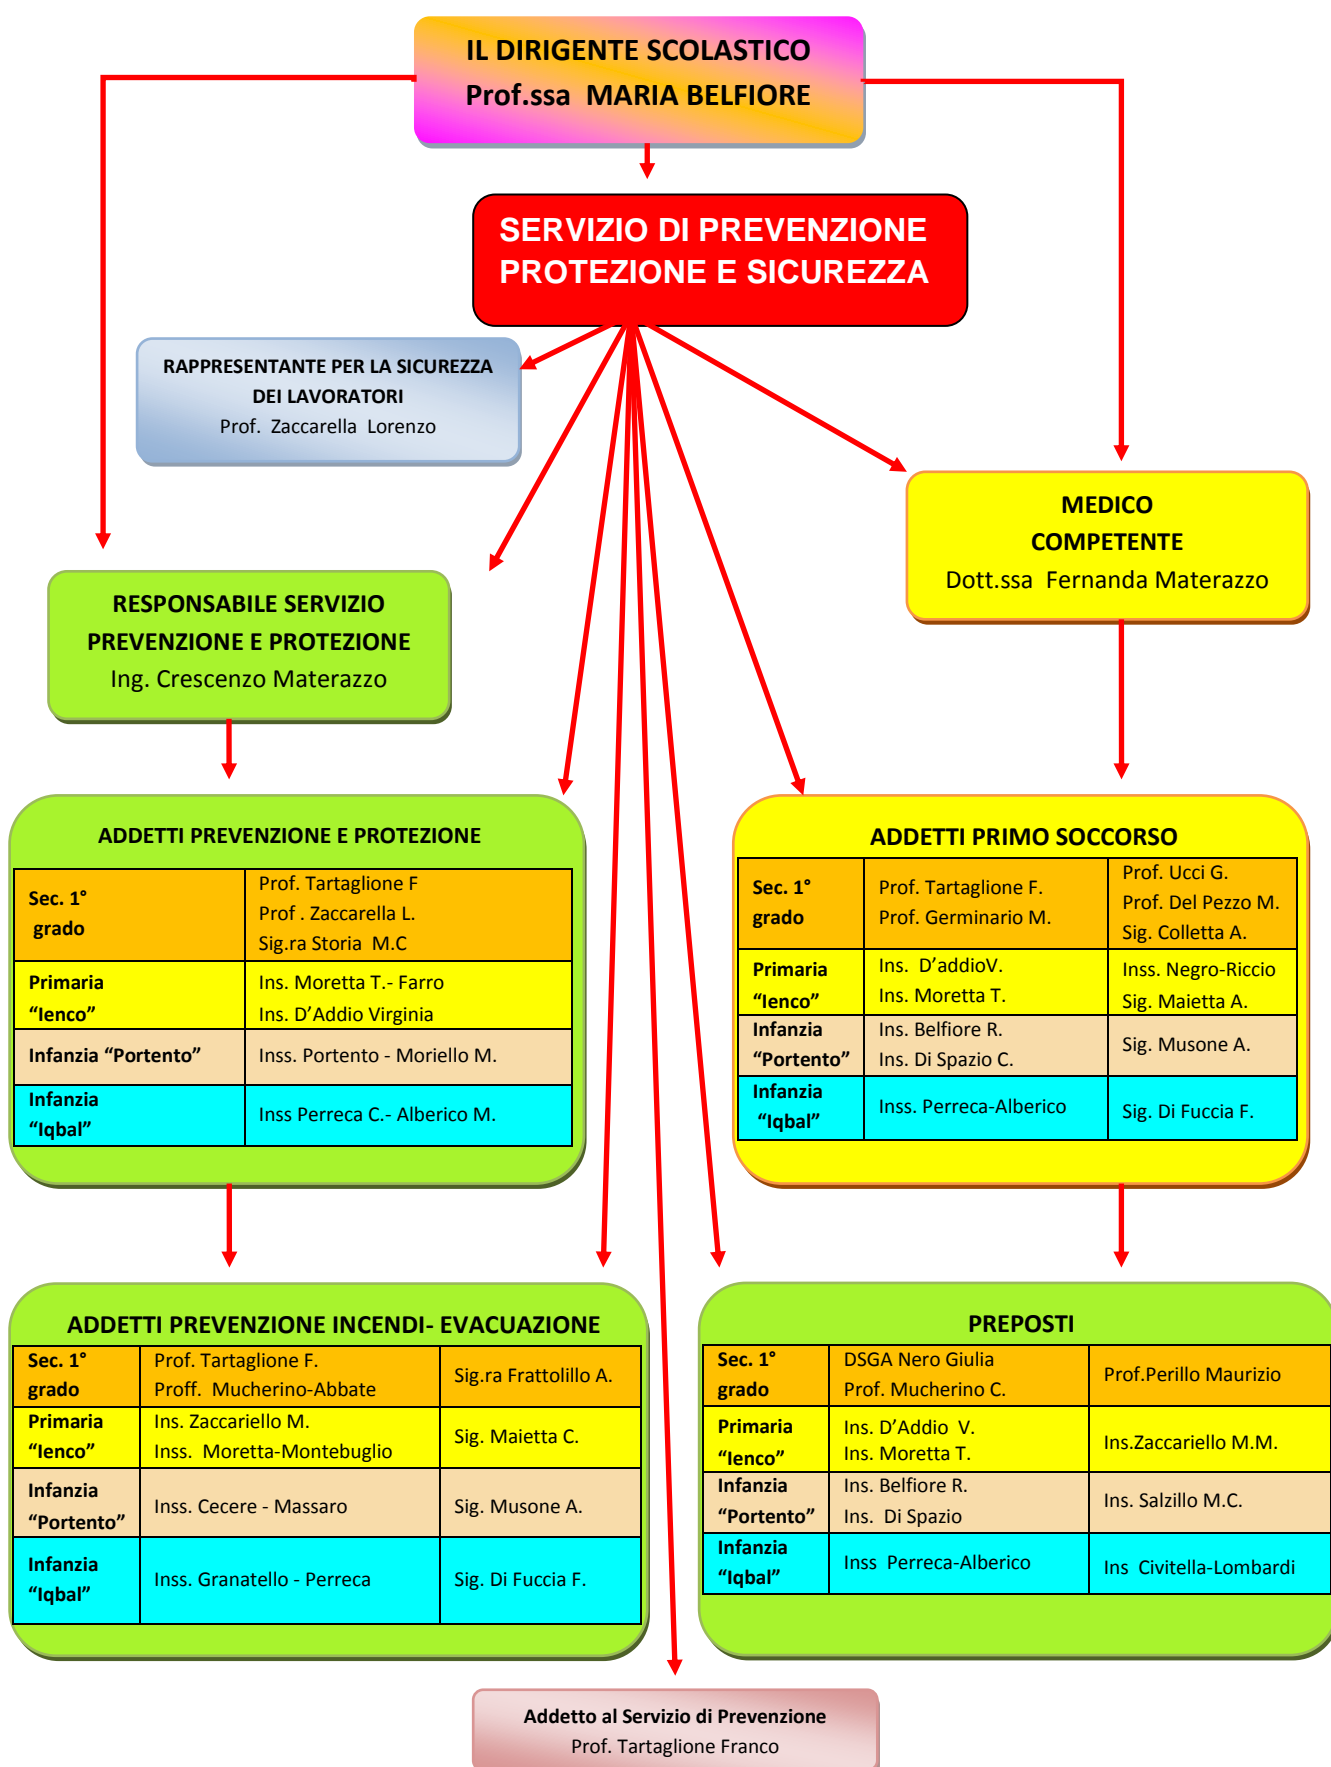 IL DIRIGENTE SCOLASTICO
Prof.ssa MARIA BELFIORE
SERVIZIO DI PREVENZIONE
PROTEZIONE E SICUREZZA
RAPPRESENTANTE PER LA SICUREZZA
DEI LAVORATORI
Prof. Zaccarella Lorenzo
MEDICO
COMPETENTE
Dott.ssa Fernanda Materazzo
RESPONSABILE SERVIZIO
PREVENZIONE E PROTEZIONE
Ing. Crescenzo Materazzo
ADDETTI PREVENZIONE E PROTEZIONE
Sec. 1°
grado
Prof. Tartaglione F
Prof . Zaccarella L.
Sig.ra Storia M.C
Primaria
“Ienco”
Ins. Moretta T.- Farro
Ins. D’Addio Virginia
Infanzia “Portento”
Inss. Portento - Moriello M.
Infanzia
“Iqbal”
Inss Perreca C.- Alberico M.
ADDETTI PRIMO SOCCORSO
Sec. 1°
grado
Prof. Tartaglione F.
Prof. Germinario M.
Prof. Ucci G.
Prof. Del Pezzo M.
Sig. Colletta A.
Primaria
“Ienco”
Ins. D’addioV.
Ins. Moretta T.
Inss. Negro-Riccio
Sig. Maietta A.
Infanzia
“Portento”
Ins. Belfiore R.
Ins. Di Spazio C.
Sig. Musone A.
Infanzia
“Iqbal”
Inss. Perreca-Alberico
Sig. Di Fuccia F.
ADDETTI PREVENZIONE INCENDI- EVACUAZIONE
Sec. 1°
grado
Prof. Tartaglione F.
Proff. Mucherino-Abbate
Sig.ra Frattolillo A.
Primaria
“Ienco”
Ins. Zaccariello M.
Inss. Moretta-Montebuglio
Sig. Maietta C.
Infanzia
“Portento”
Inss. Cecere - Massaro
Sig. Musone A.
Infanzia
“Iqbal”
Inss. Granatello - Perreca
Sig. Di Fuccia F.
PREPOSTI
Sec. 1°
grado
DSGA Nero Giulia
Prof. Mucherino C.
Prof.Perillo Maurizio
Primaria
“Ienco”
Ins. D’Addio V.
Ins. Moretta T.
Ins.Zaccariello M.M.
Infanzia
“Portento”
Ins. Belfiore R.
Ins. Di Spazio
Ins. Salzillo M.C.
Infanzia
“Iqbal”
Inss Perreca-Alberico
Ins Civitella-Lombardi
Addetto al Servizio di Prevenzione
Prof. Tartaglione Franco